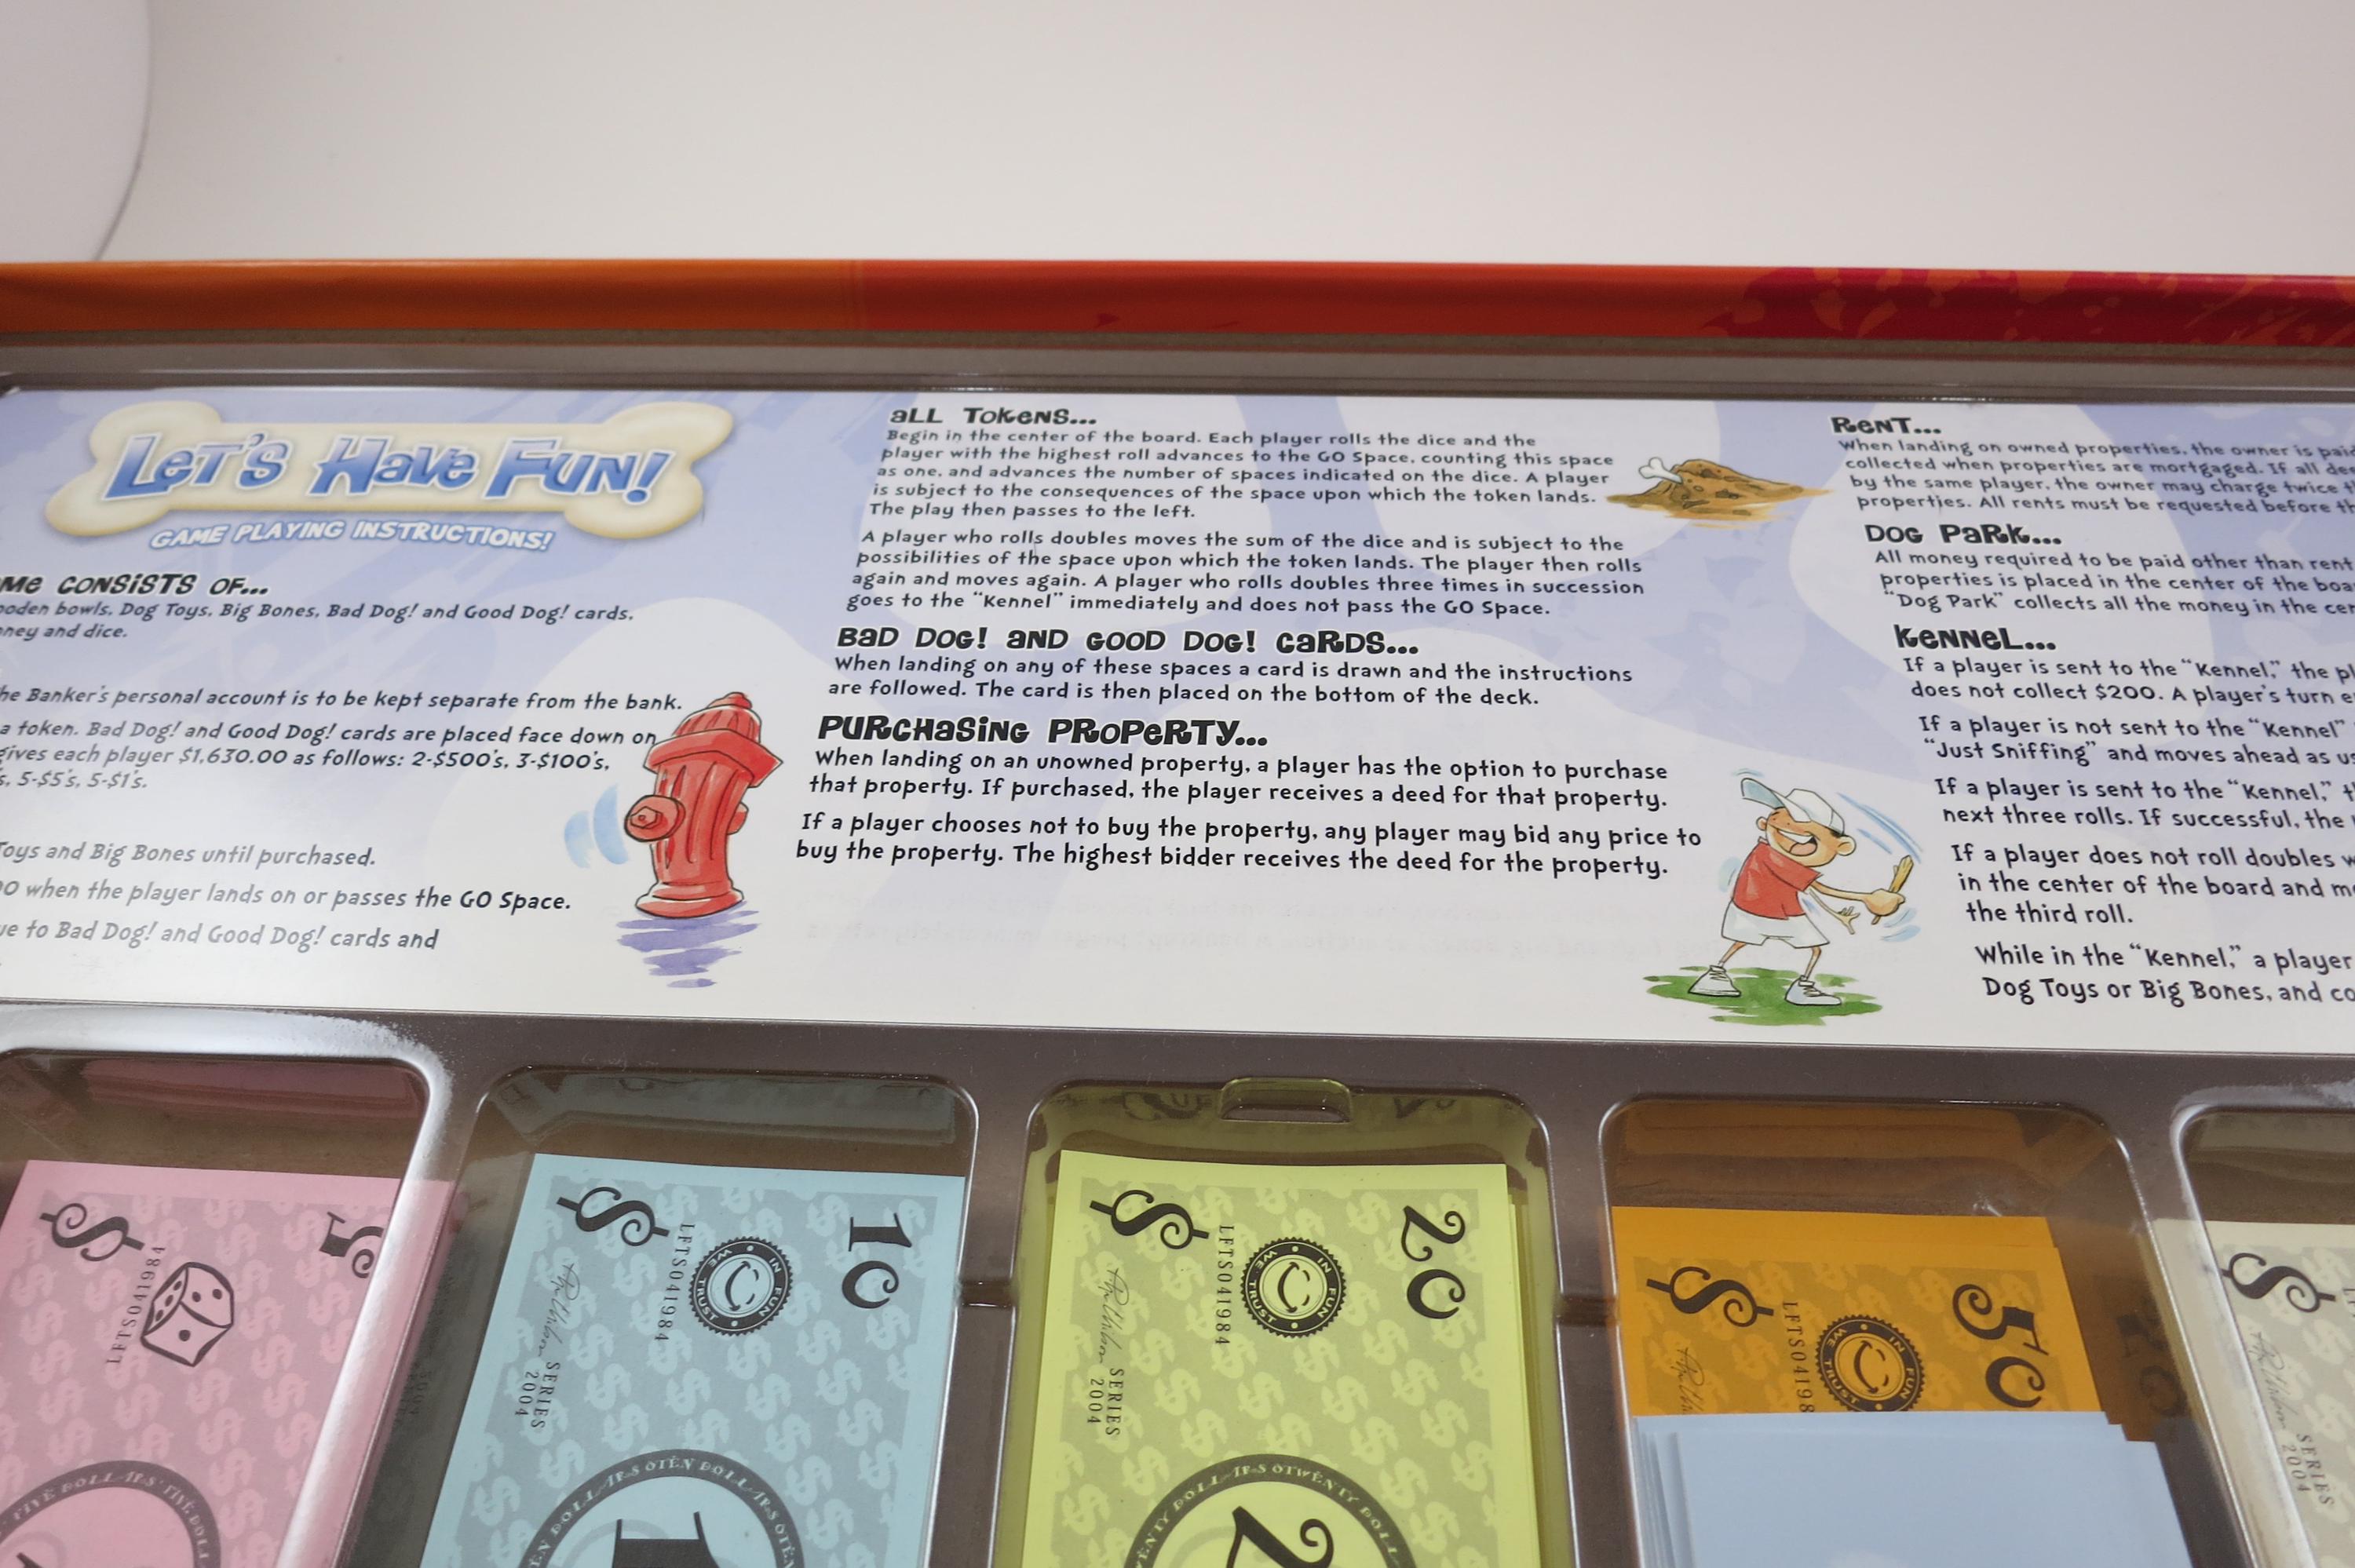 LET'S HAVE FUN!
GAME PLAYING INSTRUCTIONS!
CONSISTS OF...
bowls, Dog Toys, Big Bones, Bad Dog! and Good Dog! cards,
and dice.
Banker's personal account is to be kept separate from the bank.
a token. Bad Dog! and Good Dog! cards are placed face down on
gives each player $1,630.00 as follows: 2-$500's, 3-$100's,
5-$5's, 5-$1's.
Toys and Big Bones until purchased.
when the player lands on or passes the GO Space.
to Bad Dog! and Good Dog! cards and
ALL TOKENS...
Begin in the center of the board. Each player rolls the dice and the
player with the highest roll advances to the GO Space, counting this space
as one, and advances the number of spaces indicated on the dice. A player
is subject to the consequences of the space upon which the token lands.
The play then passes to the left.
A player who rolls doubles moves the sum of the dice and is subject to the
possibilities of the space upon which the token lands. The player then rolls
again and moves again. A player who rolls doubles three times in succession
goes to the "Kennel" immediately and does not pass the GO Space.
BAD DOG! AND GOOD DOG! CARDS...
When landing on any of these spaces a card is drawn and the instructions
are followed. The card is then placed on the bottom of the deck.
PURCHASING PROPERTY...
When landing on an unowned property, a player has the option to purchase
that property. If purchased, the player receives a deed for that property.
If a player chooses not to buy the property, any player may bid any price to
buy the property. The highest bidder receives the deed for the property.
RENT...
When landing on owned properties, the owner is paid
collected when properties are mortgaged. If all
by the same player, the owner may charge twice
properties. All rents must be requested before
DOG PARK...
All money required to be paid other than rent
properties is placed in the center of the
"Dog Park" collects all the money in the
KENNEL...
If a player is sent to the "Kennel," the
does not collect $200. A player's turn
If a player is not sent to the "Kennel"
"Just Sniffing" and moves ahead as
If a player is sent to the "Kennel,"
next three rolls. If successful, the
If a player does not roll doubles
in the center of the board and
the third roll.
While in the "Kennel," a player
Dog Toys or Big Bones, and
$ 5
LFTS041984
FIVE DOLLARS
$ 10
LFTS041984
IN FUN WE TRUST
SERIES
2004
TEN DOLLARS
$ 20
LFTS041984
IN FUN WE TRUST
SERIES
2004
TWENTY DOLLARS
2
$ 50
LFTS04198
IN FUN WE TRUST
$
SERIES
2004